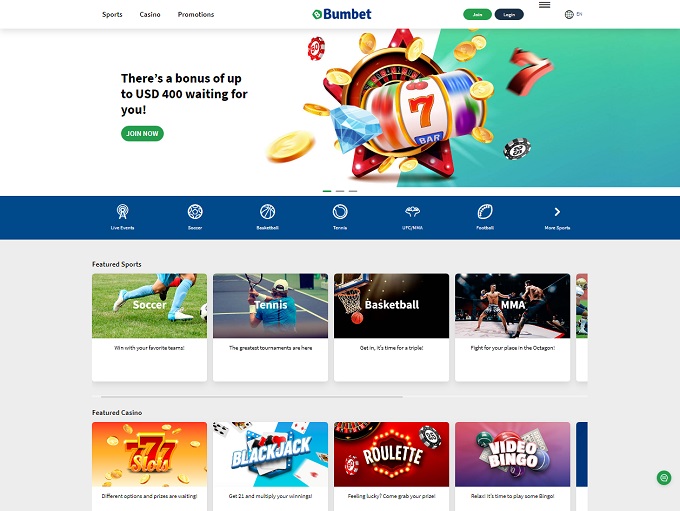 Sports Casino Promotions Bumbet Join Login EN
There's a bonus of up
to USD 400 waiting for
you!
JOIN NOW
7
BAR
7
Live Events Soccer Basketball Tennis UFC/MMA Football More Sports
Featured Sports
Soccer Tennis Basketball MMA
Win with your favorite teams! The greatest tournaments are here Get in, it's time for a triple! Fight for your place in the Octagon!
Featured Casino
777
Slots
BLACKJACK
ROULETTE
VIDEO
BINGO
Different options and prizes are waiting! Get 21 and multiply your winnings! Feeling lucky? Come grab your prize! Relax! It's time to play some Bingo!